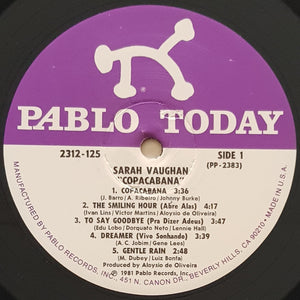 PABLO TODAY
2312-125
SIDE 1
(PP-2383)
SARAH VAUGHAN
"COPACABANA"
1. COPACABANA 3:36
(J. Barro/A. Ribeiro/Johnny Burke)
2. THE SMILING HOUR (Abre Alas) 4:17
(Ivan Lins/Victor Martins/Aloysio de Oliveira)
3. TO SAY GOODBYE (Pra Dizer Adeus) 4:47
(Edu Lobo/Dorquato Neto/Lennie Hall)
4. DREAMER (Vivo Sonhando) 3:39
(A. C. Jobim/Gene Lees)
5. GENTLE RAIN 2:48
(M. Dubey/Luiz Bonfa)
Produced by Aloysio de Oliveira
℗ 1981 Pablo Records, Inc.
MANUFACTURED BY PABLO RECORDS, INC., 451 N. CANON DR., BEVERLY HILLS, CA 90210. MADE IN U.S.A.